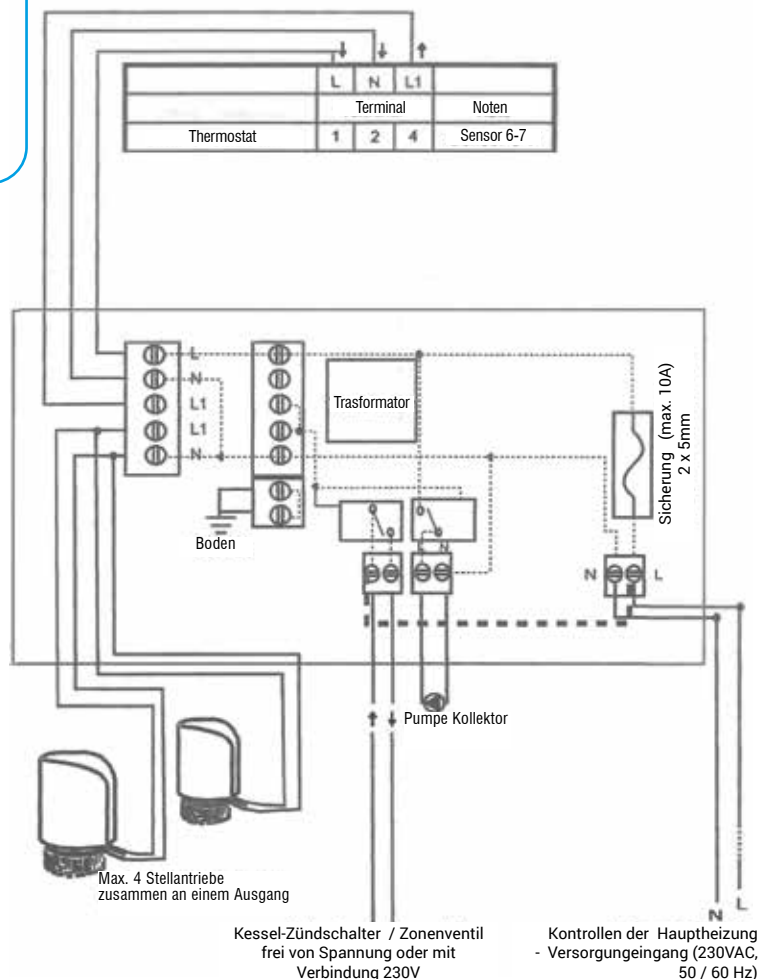 L N L1
Terminal Noten
Thermostat 1 2 4 Sensor 6-7
L
N
L1
L1
N
Trasformator
Sicherung (max. 10A)
2 x 5mm
Boden
N L
Pumpe Kollektor
Max. 4 Stellantriebe
zusammen an einem Ausgang
N L
Kessel-Zündschalter / Zonenventil
frei von Spannung oder mit
Verbindung 230V
Kontrollen der Hauptheizung
- Versorgungeingang (230VAC,
50 / 60 Hz)